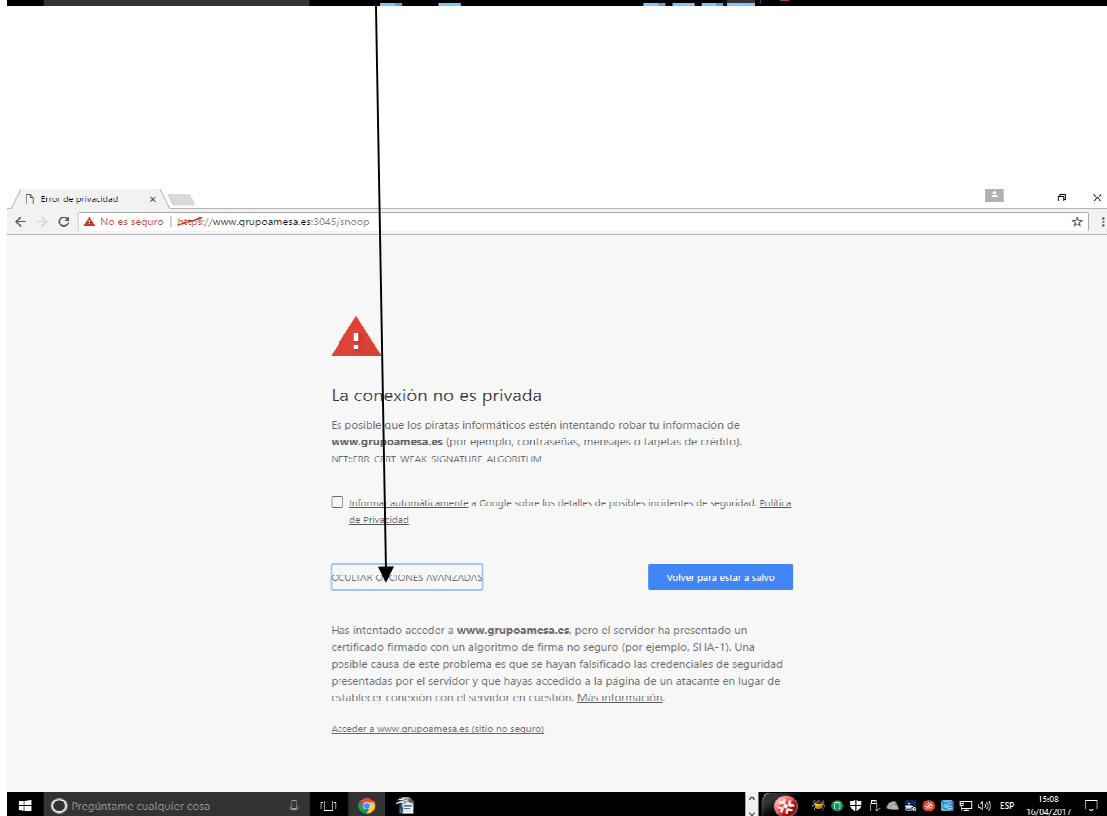 Error de privacidad
No es seguro | https://www.grupoamesa.es:3045/snoop
La conexión no es privada
Es posible que los piratas informáticos estén intentando robar tu información de
www.grupoamesa.es (por ejemplo, contraseñas, mensajes o tarjetas de crédito).
NET::ERR_CERT_WEAK_SIGNATURE_ALGORITHM
Informar automáticamente a Google sobre los detalles de posibles incidentes de seguridad. Política
de Privacidad
OCULTAR OPCIONES AVANZADAS
Volver para estar a salvo
Has intentado acceder a www.grupoamesa.es, pero el servidor ha presentado un
certificado firmado con un algoritmo de firma no seguro (por ejemplo, SHA-1). Una
posible causa de este problema es que se hayan falsificado las credenciales de seguridad
presentadas por el servidor y que hayas accedido a la página de un atacante en lugar de
establecer conexión con el servidor en cuestión. Más información.
Acceder a www.grupoamesa.es (sitio no seguro)
Pregúntame cualquier cosa
ESP
15:08
16/04/2017